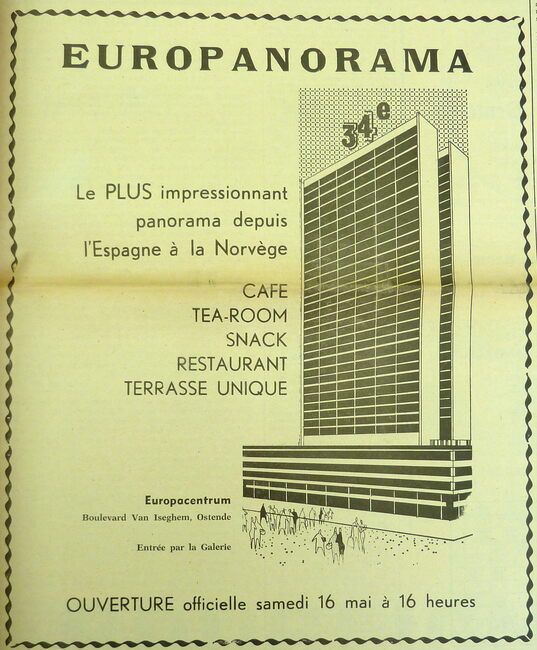 EUROPANORAMA
34e
Le PLUS impressionnant
panorama depuis
l'Espagne à la Norvège
CAFE
TEA-ROOM
SNACK
RESTAURANT
TERRASSE UNIQUE
Europacentrum
Boulevard Van Iseghem, Ostende
Entrée par la Galerie
OUVERTURE officielle samedi 16 mai à 16 heures